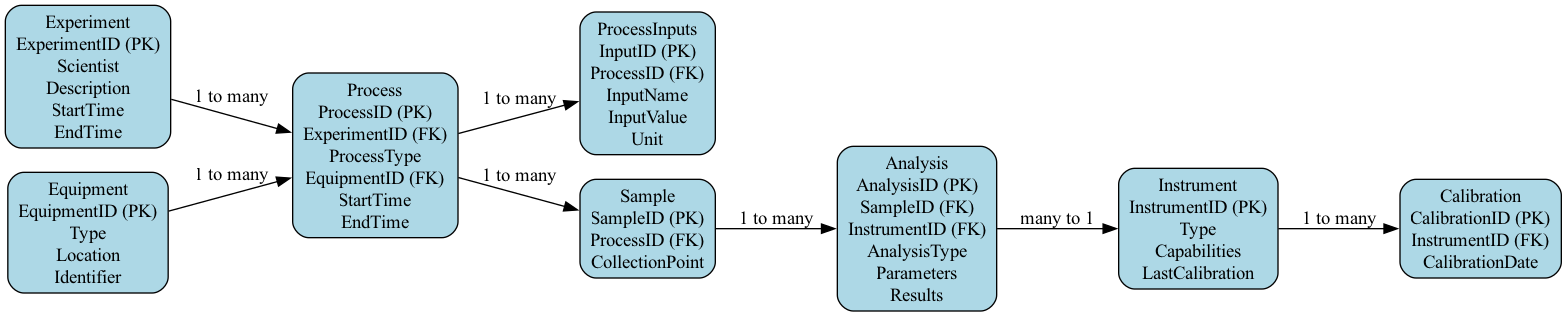 Experiment
ExperimentID (PK)
Scientist
Description
StartTime
EndTime
1 to many
Equipment
EquipmentID (PK)
Type
Location
Identifier
1 to many
Process
ProcessID (PK)
ExperimentID (FK)
ProcessType
EquipmentID (FK)
StartTime
EndTime
1 to many
ProcessInputs
InputID (PK)
ProcessID (FK)
InputName
InputValue
Unit
1 to many
Sample
SampleID (PK)
ProcessID (FK)
CollectionPoint
1 to many
Analysis
AnalysisID (PK)
SampleID (FK)
InstrumentID (FK)
AnalysisType
Parameters
Results
many to 1
Instrument
InstrumentID (PK)
Type
Capabilities
LastCalibration
1 to many
Calibration
CalibrationID (PK)
InstrumentID (FK)
CalibrationDate